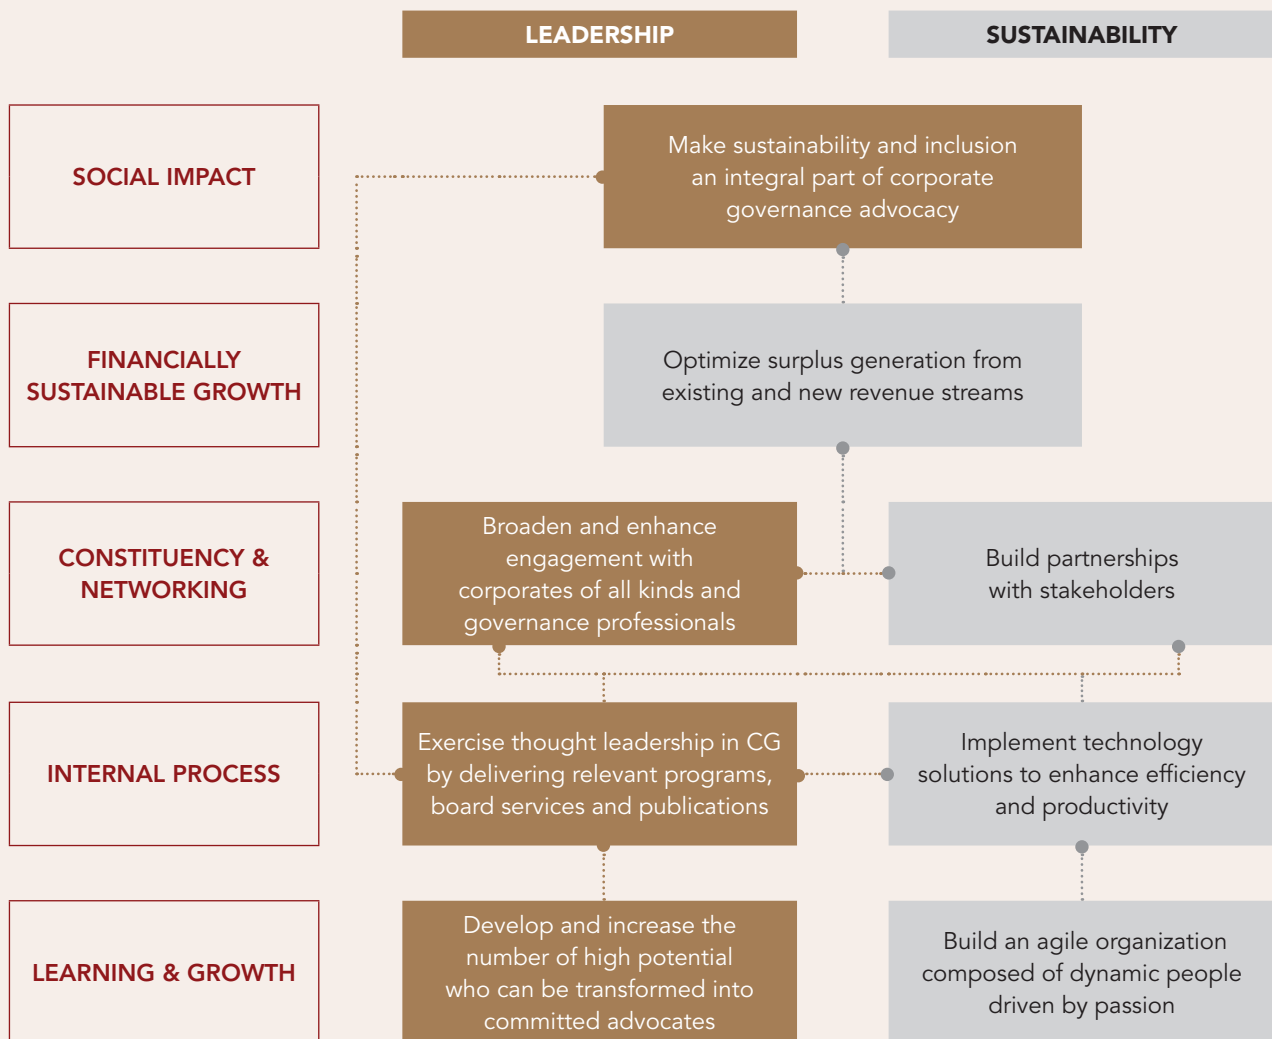 LEADERSHIP
SUSTAINABILITY
SOCIAL IMPACT
Make sustainability and inclusion
an integral part of corporate
governance advocacy
FINANCIALLY
SUSTAINABLE GROWTH
Optimize surplus generation from
existing and new revenue streams
CONSTITUENCY &
NETWORKING
Broaden and enhance
engagement with
corporates of all kinds and
governance professionals
Build partnerships
with stakeholders
INTERNAL PROCESS
Exercise thought leadership in CG
by delivering relevant programs,
board services and publications
Implement technology
solutions to enhance efficiency
and productivity
LEARNING & GROWTH
Develop and increase the
number of high potential
who can be transformed into
committed advocates
Build an agile organization
composed of dynamic people
driven by passion